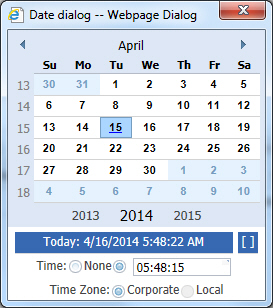 Date dialog -- Webpage Dialog
April
Su Mo Tu We Th Fr Sa
13 30 31 1 2 3 4 5
14 6 7 8 9 10 11 12
15 13 14 15 16 17 18 19
16 20 21 22 23 24 25 26
17 27 28 29 30 1 2 3
18 4 5 6 7 8 9 10
2013 2014 2015
Today: 4/16/2014 5:48:22 AM [ ]
Time: None 05:48:15
Time Zone: Corporate Local